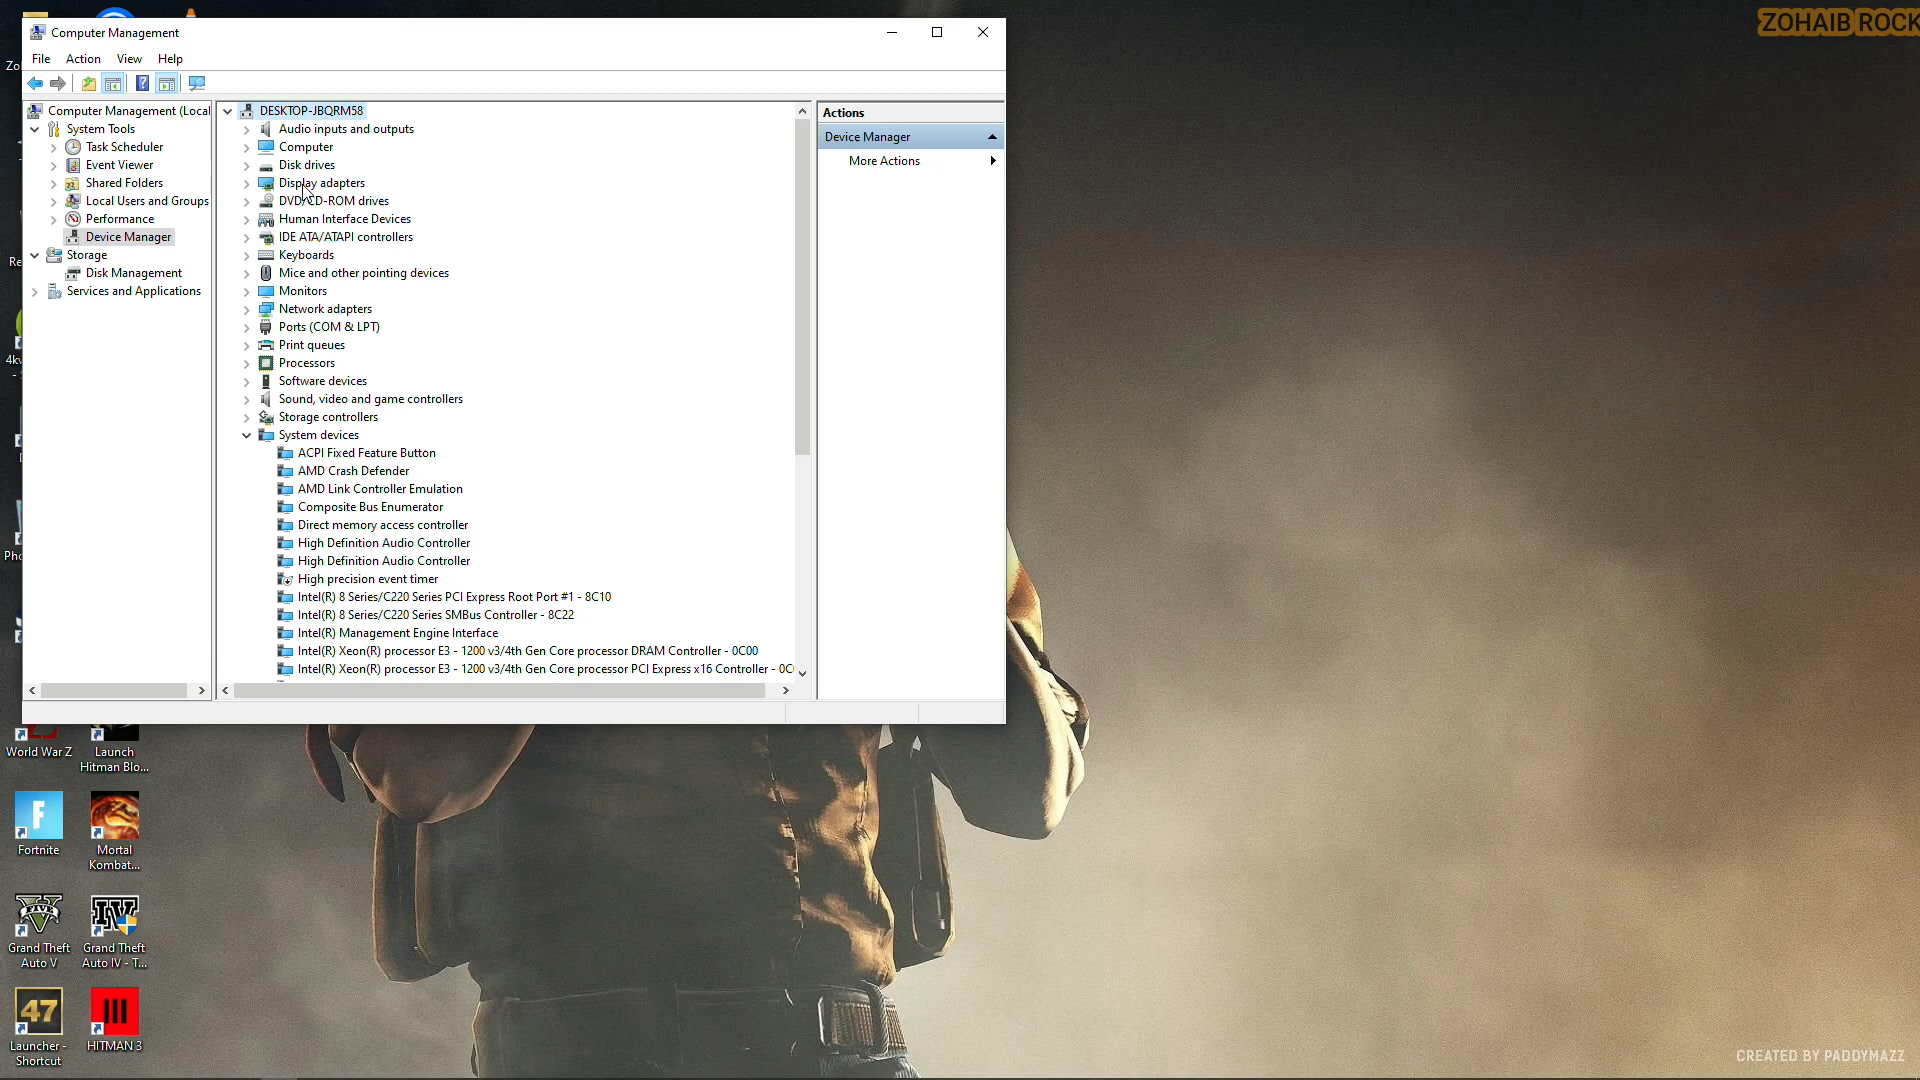 ZOHAIB ROCK
Computer Management
File Action View Help
Computer Management (Local
System Tools
Task Scheduler
Event Viewer
Shared Folders
Local Users and Groups
Performance
Device Manager
Storage
Disk Management
Services and Applications
DESKTOP-JBQRM58
Audio inputs and outputs
Computer
Disk drives
Display adapters
DVD/CD-ROM drives
Human Interface Devices
IDE ATA/ATAPI controllers
Keyboards
Mice and other pointing devices
Monitors
Network adapters
Ports (COM & LPT)
Print queues
Processors
Software devices
Sound, video and game controllers
Storage controllers
System devices
ACPI Fixed Feature Button
AMD Crash Defender
AMD Link Controller Emulation
Composite Bus Enumerator
Direct memory access controller
High Definition Audio Controller
High Definition Audio Controller
High precision event timer
Intel(R) 8 Series/C220 Series PCI Express Root Port #1 - 8C10
Intel(R) 8 Series/C220 Series SMBus Controller - 8C22
Intel(R) Management Engine Interface
Intel(R) Xeon(R) processor E3 - 1200 v3/4th Gen Core processor DRAM Controller - 0C00
Intel(R) Xeon(R) processor E3 - 1200 v3/4th Gen Core processor PCI Express x16 Controller - 0C
Actions
Device Manager
More Actions
World War Z
Launch
Hitman Blo...
Fortnite
Mortal
Kombat...
Grand Theft
Auto V
Grand Theft
Auto IV - T...
47
Launcher -
Shortcut
HITMAN 3
CREATED BY PADDYMAZZ